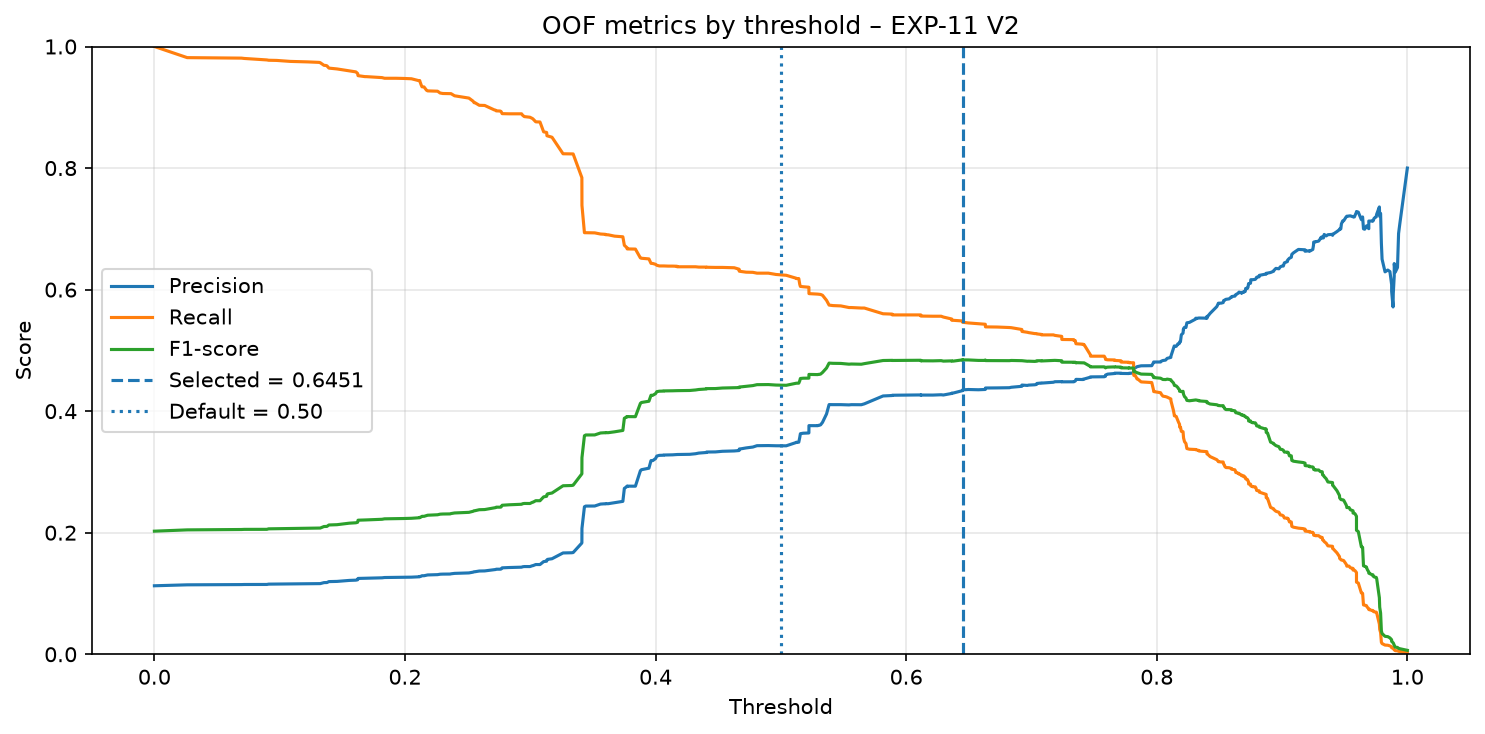 OOF metrics by threshold – EXP-11 V2
Score
1.0
0.8
0.6
0.4
0.2
0.0
Precision
Recall
F1-score
Selected = 0.6451
Default = 0.50
0.0 0.2 0.4 0.6 0.8 1.0
Threshold